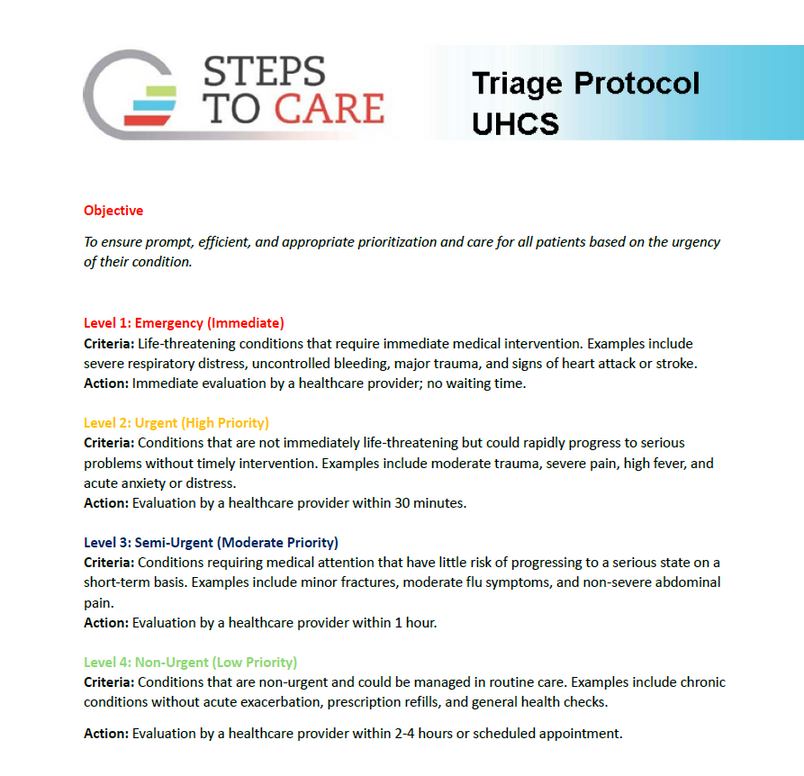 STEPS
TO CARE
Triage Protocol
UHCS
Objective
To ensure prompt, efficient, and appropriate prioritization and care for all patients based on the urgency
of their condition.
Level 1: Emergency (Immediate)
Criteria: Life-threatening conditions that require immediate medical intervention. Examples include
severe respiratory distress, uncontrolled bleeding, major trauma, and signs of heart attack or stroke.
Action: Immediate evaluation by a healthcare provider; no waiting time.
Level 2: Urgent (High Priority)
Criteria: Conditions that are not immediately life-threatening but could rapidly progress to serious
problems without timely intervention. Examples include moderate trauma, severe pain, high fever, and
acute anxiety or distress.
Action: Evaluation by a healthcare provider within 30 minutes.
Level 3: Semi-Urgent (Moderate Priority)
Criteria: Conditions requiring medical attention that have little risk of progressing to a serious state on a
short-term basis. Examples include minor fractures, moderate flu symptoms, and non-severe abdominal
pain.
Action: Evaluation by a healthcare provider within 1 hour.
Level 4: Non-Urgent (Low Priority)
Criteria: Conditions that are non-urgent and could be managed in routine care. Examples include chronic
conditions without acute exacerbation, prescription refills, and general health checks.
Action: Evaluation by a healthcare provider within 2-4 hours or scheduled appointment.